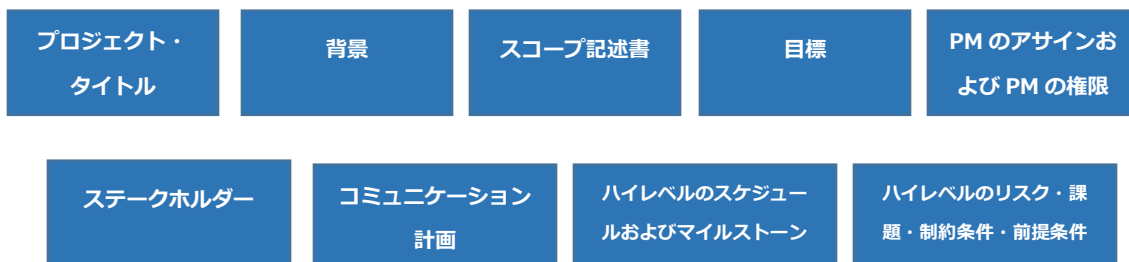 プロジェクト・
タイトル
背景
スコープ記述書
目標
PM のアサインお
よび PM の権限
ステークホルダー
コミュニケーション
計画
ハイレベルのスケジュー
ルおよびマイルストーン
ハイレベルのリスク・課
題・制約条件・前提条件